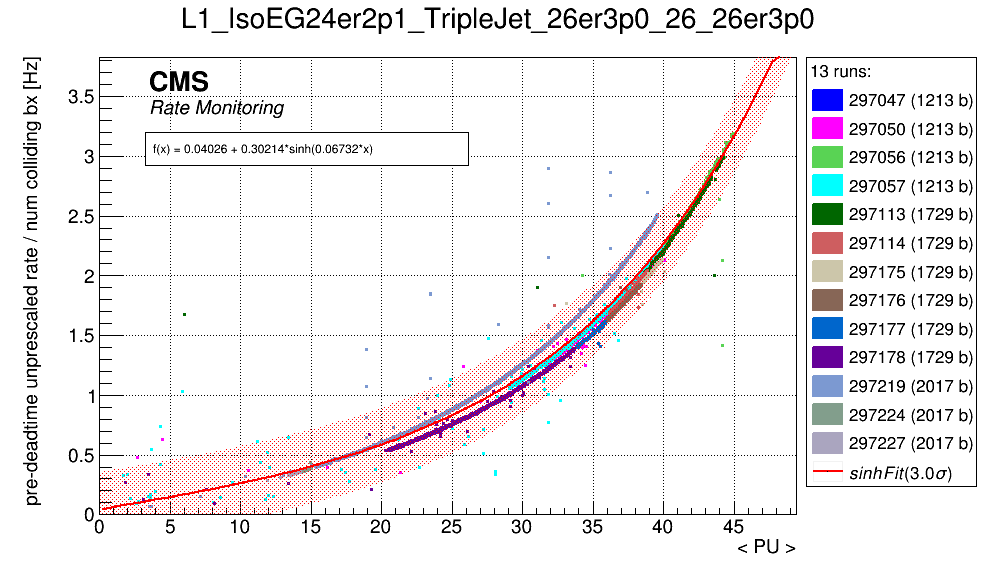 L1_IsoEG24er2p1_TripleJet_26er3p0_26_26er3p0
pre-deadtime unprescaled rate / num colliding bx [Hz]
CMS
Rate Monitoring
f(x) = 0.04026 + 0.30214*sinh(0.06732*x)
3.5
3
2.5
2
1.5
1
0.5
0
0 5 10 15 20 25 30 35 40 45
< PU >
13 runs:
297047 (1213 b)
297050 (1213 b)
297056 (1213 b)
297057 (1213 b)
297113 (1729 b)
297114 (1729 b)
297175 (1729 b)
297176 (1729 b)
297177 (1729 b)
297178 (1729 b)
297219 (2017 b)
297224 (2017 b)
297227 (2017 b)
sinhFit(3.0σ)